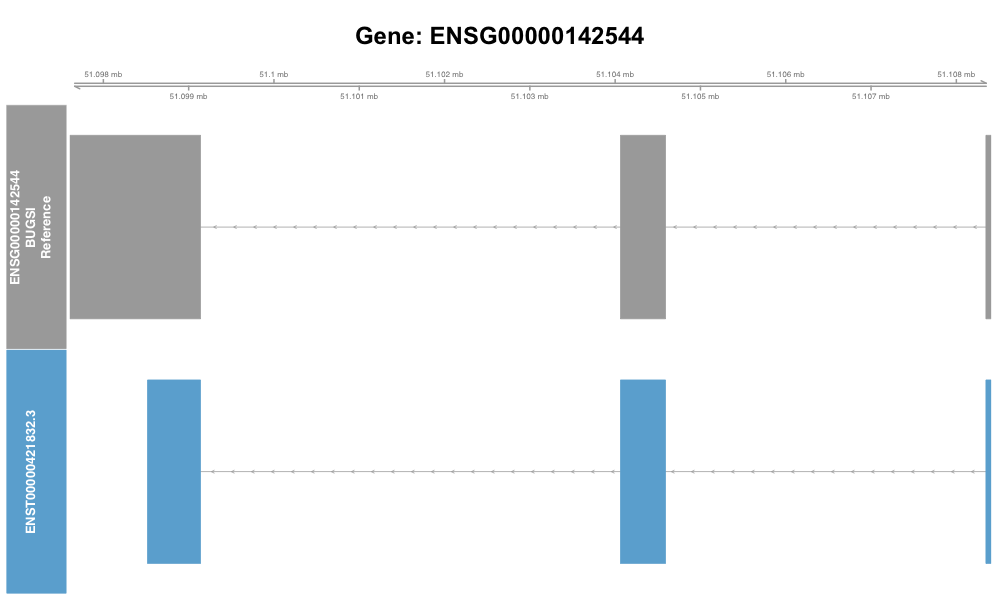 Gene: ENSG00000142544
51.098 mb
51.1 mb
51.102 mb
51.104 mb
51.106 mb
51.108 mb
51.099 mb
51.101 mb
51.103 mb
51.105 mb
51.107 mb
ENSG00000142544
BUGSI
Reference
ENST00000421832.3